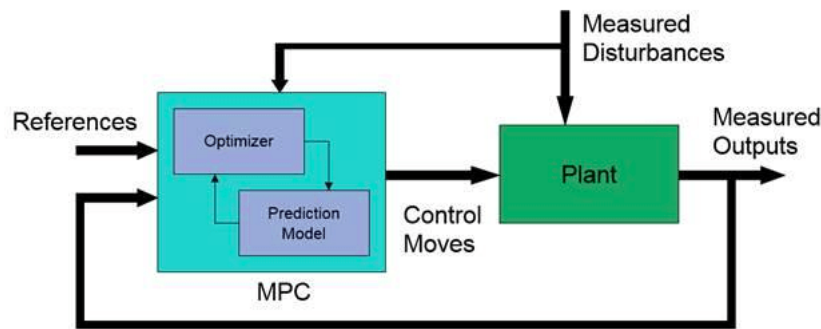 Measured
Disturbances
References
Optimizer
Prediction
Model
MPC
Control
Moves
Plant
Measured
Outputs